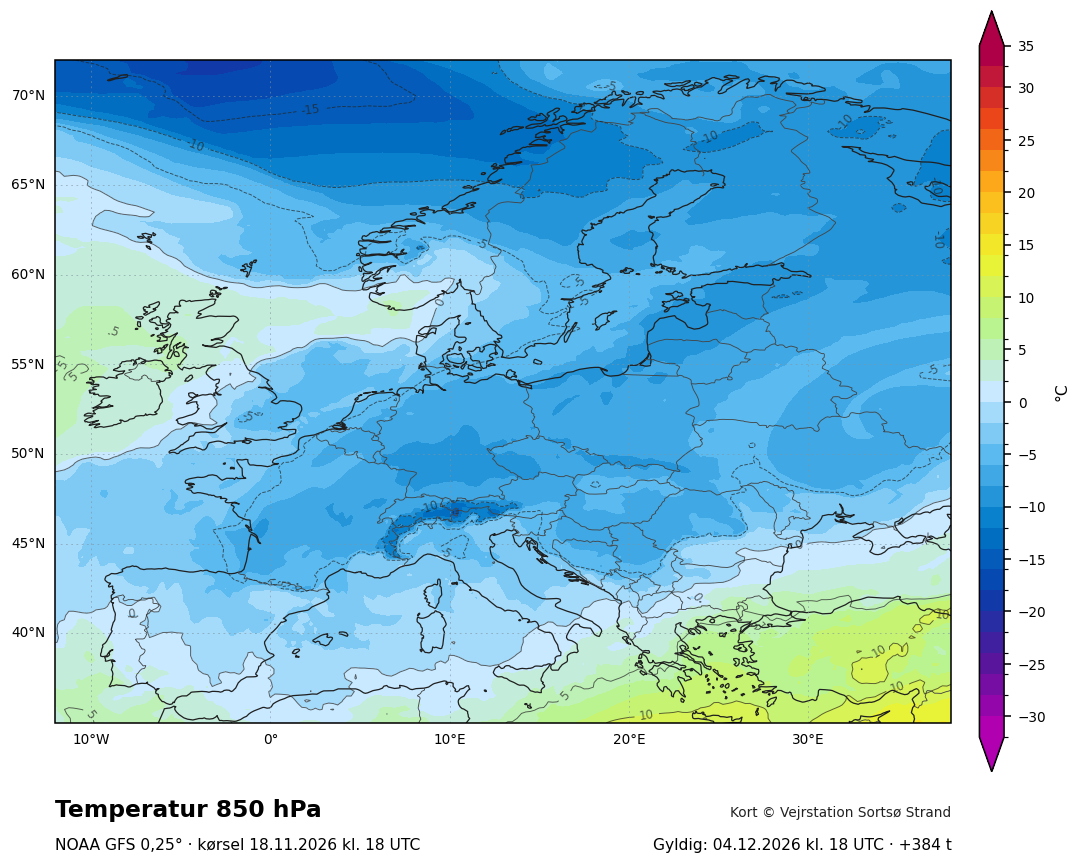 70°N
65°N
60°N
55°N
50°N
45°N
40°N
10°W 0° 10°E 20°E 30°E
35
30
25
20
15
10
5
0
−5
−10
−15
−20
−25
−30
°C
Temperatur 850 hPa
Kort © Vejrstation Sortsø Strand
NOAA GFS 0,25° · kørsel 18.11.2026 kl. 18 UTC
Gyldig: 04.12.2026 kl. 18 UTC · +384 t